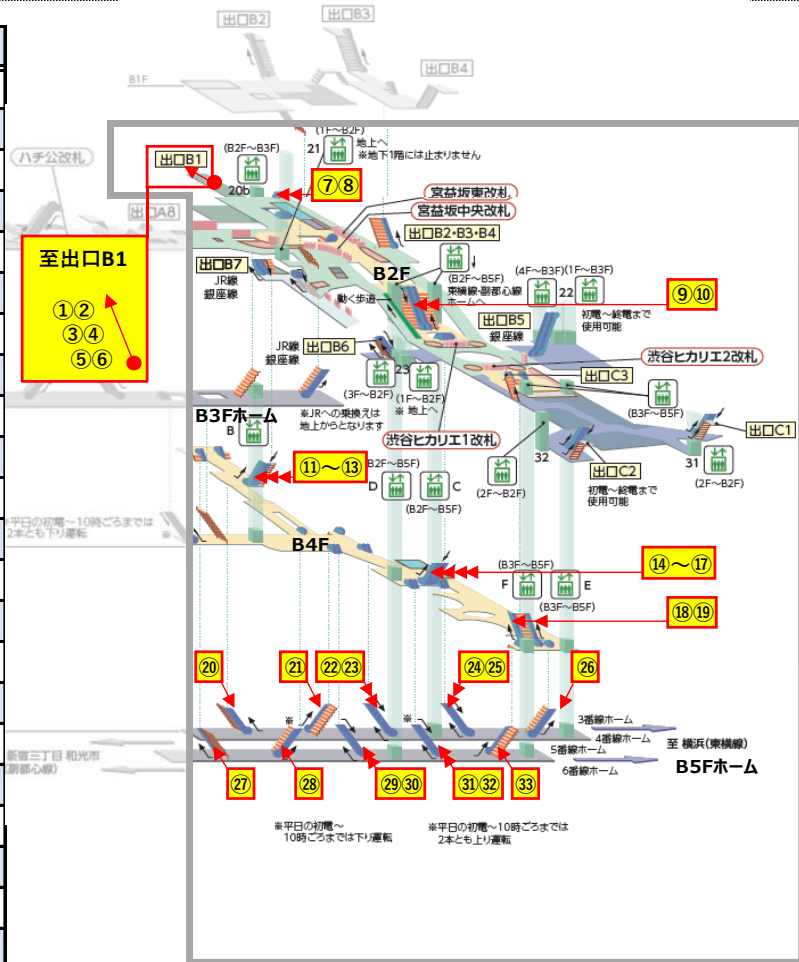 出口B2
出口B3
出口B4
B1F
ハチ公改札
出口A8
出口B1
(B2F～B3F)
20b
21
(1F～B2F)
地上へ
※地下1階には止まりません
⑦⑧
宮益坂東改札
宮益坂中央改札
出口B2・B3・B4
至出口B1
①②
③④
⑤⑥
出口B7
JR線
銀座線
B2F
動く歩道
(B2F～B5F)
東横線・副都心線
ホームへ
(4F～B3F)
22
(1F～B3F)
初電～終電まで
使用可能
⑨⑩
出口B5
銀座線
JR線
銀座線
出口B6
23
(3F～B2F)
(1F～B2F)
※ 地上へ
渋谷ヒカリエ2改札
出口C3
(B3F～B5F)
B3Fホーム
B
※JRへの乗換えは
地上からとなります
渋谷ヒカリエ1改札
出口C1
32
出口C2
31
(2F～B2F)
(2F～B2F)
初電～終電まで
使用可能
⑪～⑬
(B2F～B5F)
D
C
(B2F～B5F)
※平日の初電～10時ごろまでは
2本とも下り運転
※
B4F
(B3F～B5F)
F
E
(B3F～B5F)
⑭～⑰
⑱⑲
⑳
㉑
㉒㉓
㉔㉕
㉖
※
※
3番線ホーム
4番線ホーム
5番線ホーム
6番線ホーム
至 横浜(東横線)
B5Fホーム
新宿三丁目 和光市
(副都心線)
㉗
㉘
㉙㉚
㉛㉜
㉝
※平日の初電～
10時ごろまでは下り運転
※平日の初電～10時ごろまでは
2本とも上り運転